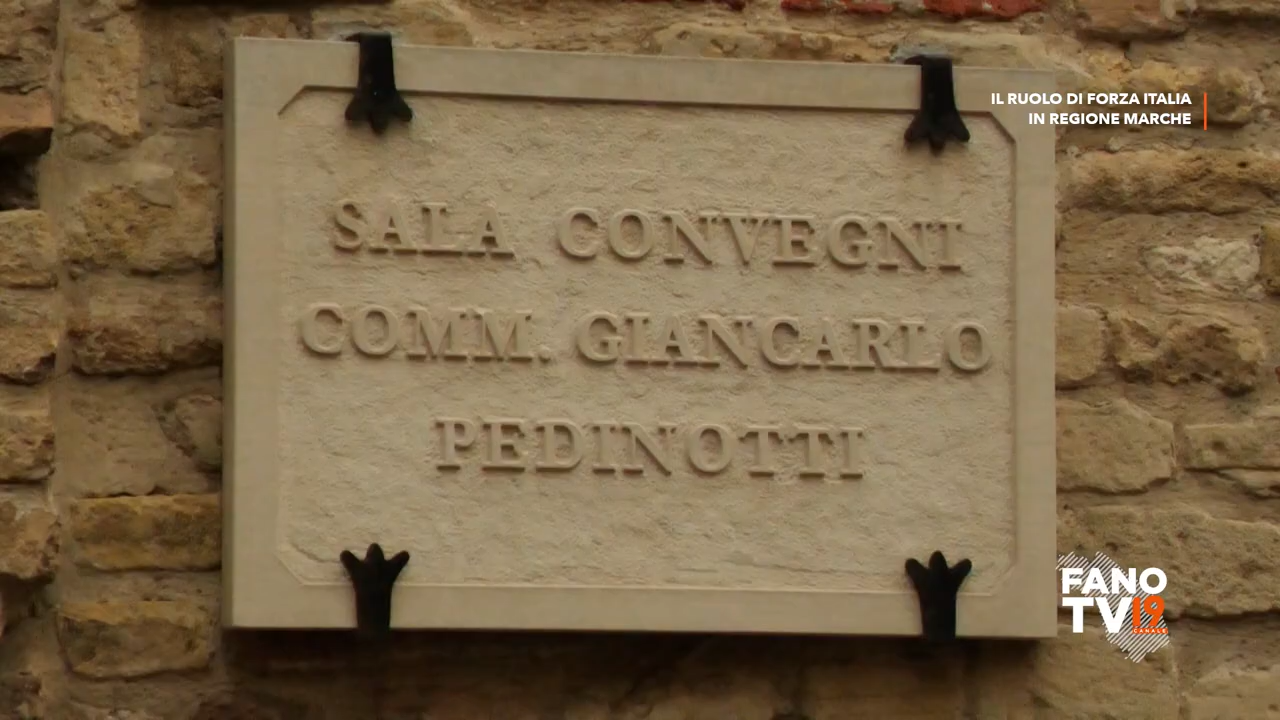 IL RUOLO DI FORZA ITALIA
IN REGIONE MARCHE
SALA CONVEGNI
COMM. GIANCARLO
PEDINOTTI
FANO
TV19
CANALE